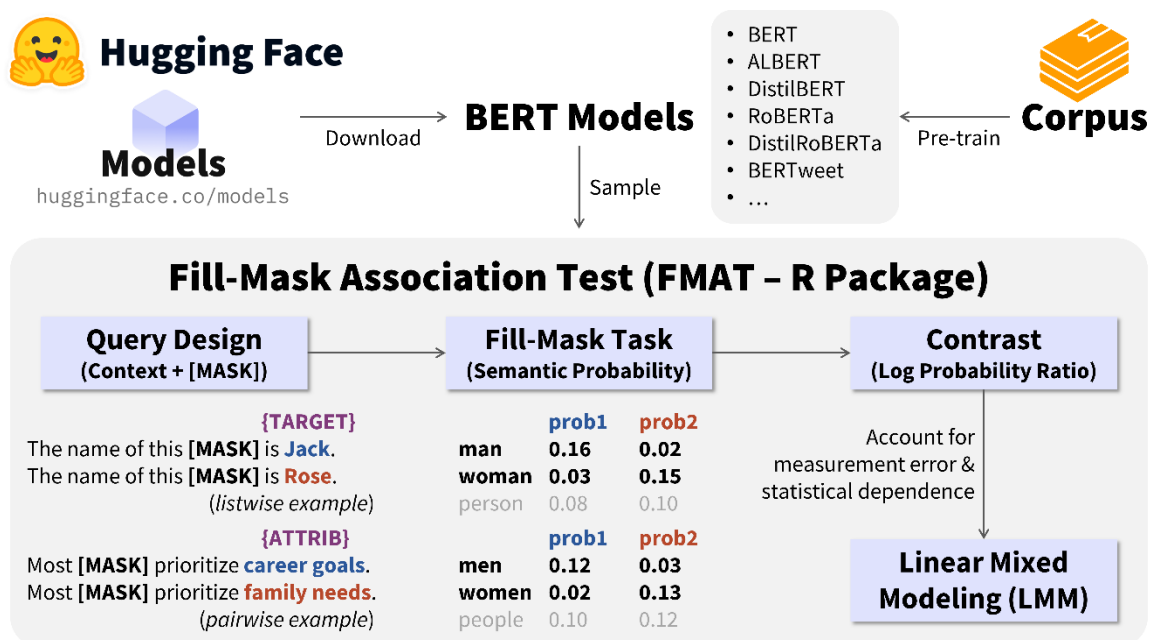 Hugging Face
Models
huggingface.co/models
Download
BERT Models
Sample
• BERT
• ALBERT
• DistilBERT
• RoBERTa
• DistilRoBERTa
• BERTweet
• …
Pre-train
Corpus
Fill-Mask Association Test (FMAT – R Package)
Query Design
(Context + [MASK])
Fill-Mask Task
(Semantic Probability)
Contrast
(Log Probability Ratio)
{TARGET}
The name of this [MASK] is Jack.
The name of this [MASK] is Rose.
(listwise example)
prob1 prob2
man 0.16 0.02
woman 0.03 0.15
person 0.08 0.10
{ATTRIB}
Most [MASK] prioritize career goals.
Most [MASK] prioritize family needs.
(pairwise example)
prob1 prob2
men 0.12 0.03
women 0.02 0.13
people 0.10 0.12
Account for
measurement error &
statistical dependence
Linear Mixed
Modeling (LMM)